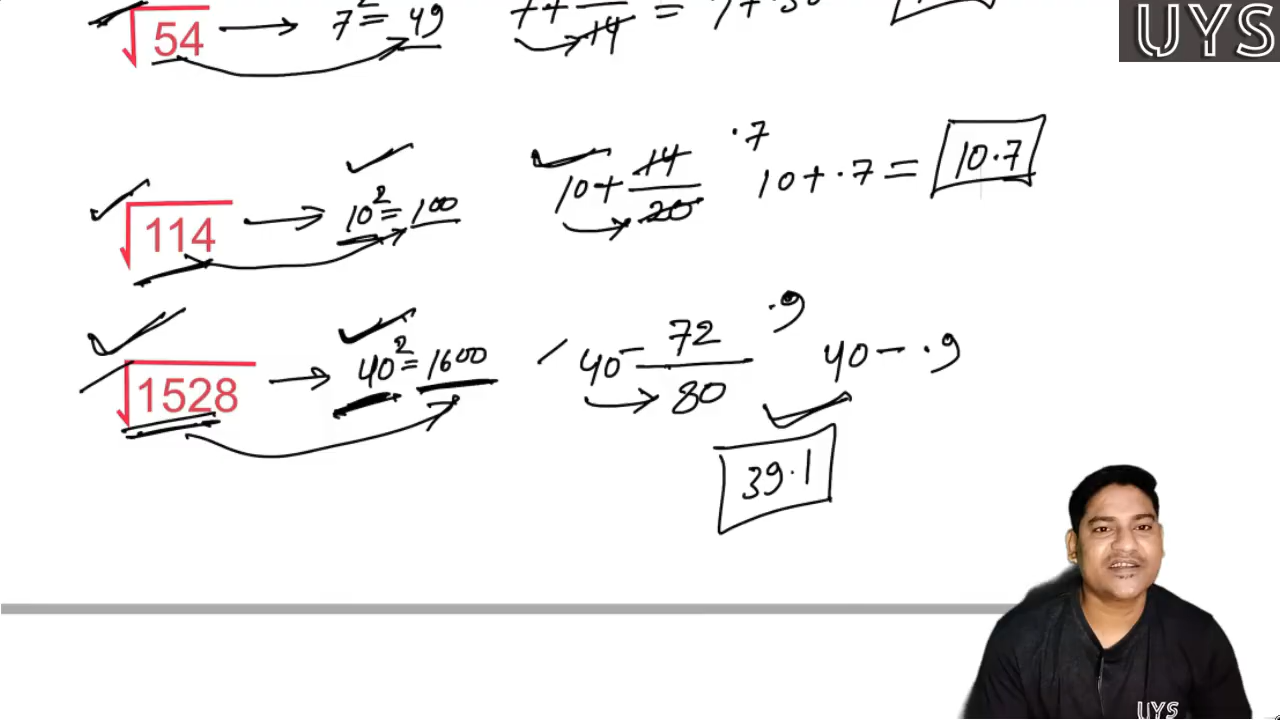 UYS
√54 → 7² = 49
14 =
√114 → 10² = 100 10 + 14/20 .7 10 + .7 = 10.7
√1528 → 40² = 1600 40 - 72/80 .9 40 - .9
39.1
UYS